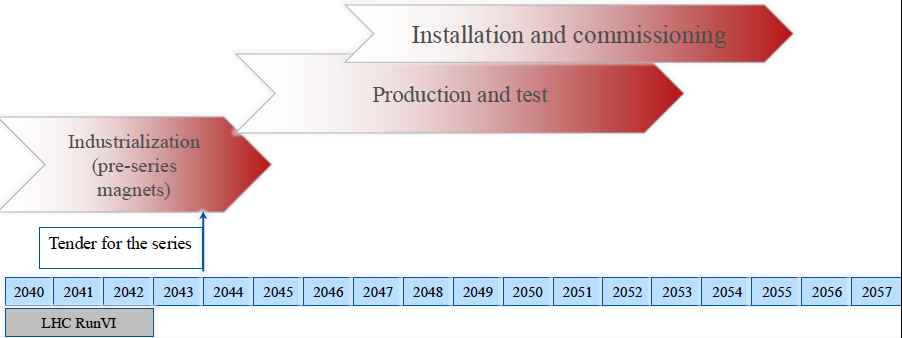 Installation and commissioning
Production and test
Industrialization
(pre-series
magnets)
Tender for the series
2040 2041 2042 2043 2044 2045 2046 2047 2048 2049 2050 2051 2052 2053 2054 2055 2056 2057
LHC RunVI